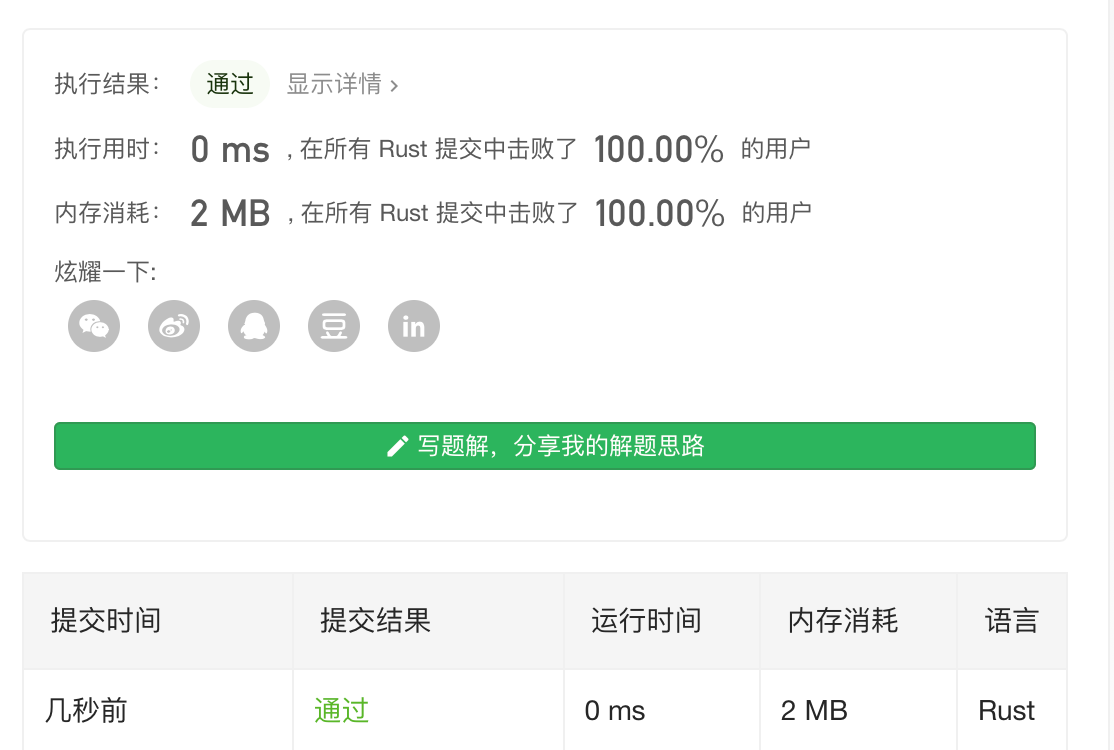 执行结果： 通过 显示详情 ›
执行用时： 0 ms , 在所有 Rust 提交中击败了 100.00% 的用户
内存消耗： 2 MB , 在所有 Rust 提交中击败了 100.00% 的用户
炫耀一下:
豆 in
写题解，分享我的解题思路
提交时间 提交结果 运行时间 内存消耗 语言
几秒前 通过 0 ms 2 MB Rust